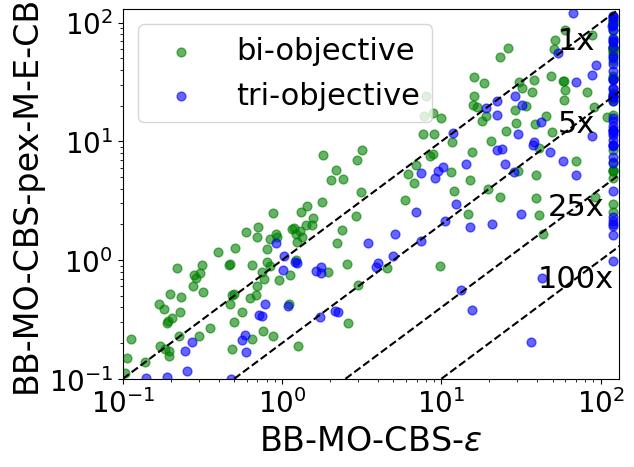 BB-MO-CBS-pex-M-E-CB
10²
10¹
10⁰
10⁻¹
bi-objective
tri-objective
1x
5x
25x
100x
10⁻¹
10⁰
10¹
10²
BB-MO-CBS-ε